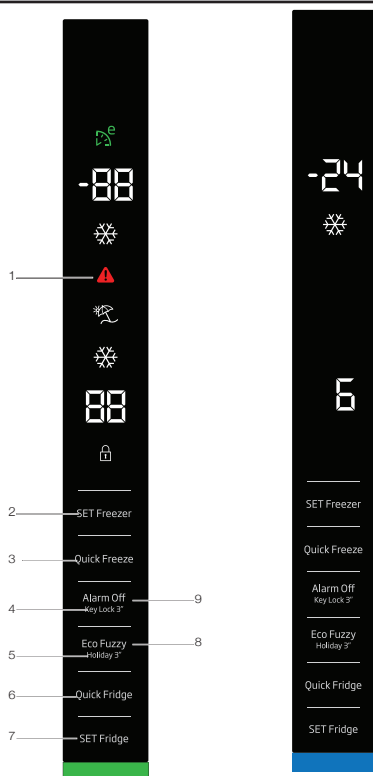 e
-88
1
88
2
SET Freezer
3
Quick Freeze
Alarm Off
9
4
Key Lock 3"
Eco Fuzzy
8
5
Holiday 3"
6
Quick Fridge
7
SET Fridge
-24
6
SET Freezer
Quick Freeze
Alarm Off
Key Lock 3"
Eco Fuzzy
Holiday 3"
Quick Fridge
SET Fridge